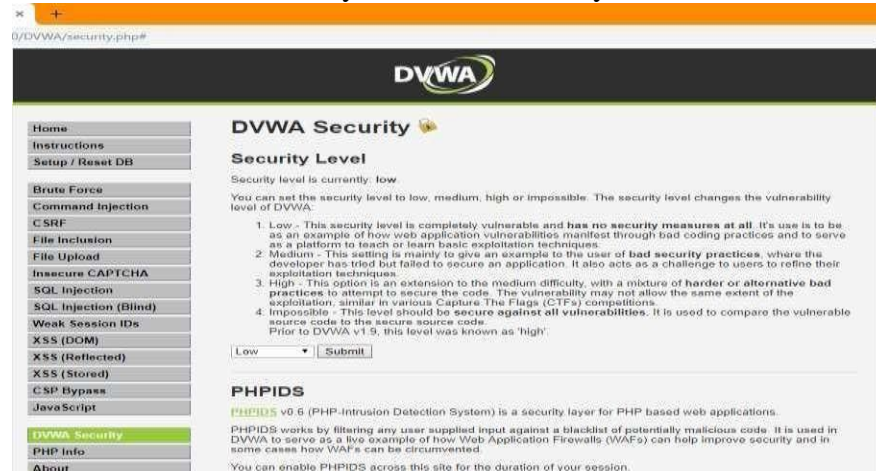 0/DVWA/security.php#
DVWA
Home
Instructions
Setup / Reset DB
Brute Force
Command Injection
CSRF
File Inclusion
File Upload
Insecure CAPTCHA
SQL Injection
SQL Injection (Blind)
Weak Session IDs
XSS (DOM)
XSS (Reflected)
XSS (Stored)
CSP Bypass
JavaScript
DVWA Security
PHP Info
About
DVWA Security
Security Level
Security level is currently: low.
You can set the security level to low, medium, high or impossible. The security level changes the vulnerability
level of DVWA:
1. Low - This security level is completely vulnerable and has no security measures at all. It's use is to be
as an example of how web application vulnerabilities manifest through bad coding practices and to serve
as a platform to teach or learn basic exploitation techniques.
2. Medium - This setting is mainly to give an example to the user of bad security practices, where the
developer has tried but failed to secure an application. It also acts as a challenge to users to refine their
exploitation techniques.
3. High - This option is an extension to the medium difficulty, with a mixture of harder or alternative bad
practices to attempt to secure the code. The vulnerability may not allow the same extent of the
exploitation, similar in various Capture The Flags (CTFs) competitions.
4. Impossible - This level should be secure against all vulnerabilities. It is used to compare the vulnerable
source code to the secure source code.
Prior to DVWA v1.9, this level was known as 'high'.
Low Submit
PHPIDS
PHPIDS v0.6 (PHP-Intrusion Detection System) is a security layer for PHP based web applications.
PHPIDS works by filtering any user supplied input against a blacklist of potentially malicious code. It is used in
DVWA to serve as a live example of how Web Application Firewalls (WAFs) can help improve security and in
some cases how WAFs can be circumvented.
You can enable PHPIDS across this site for the duration of your session.